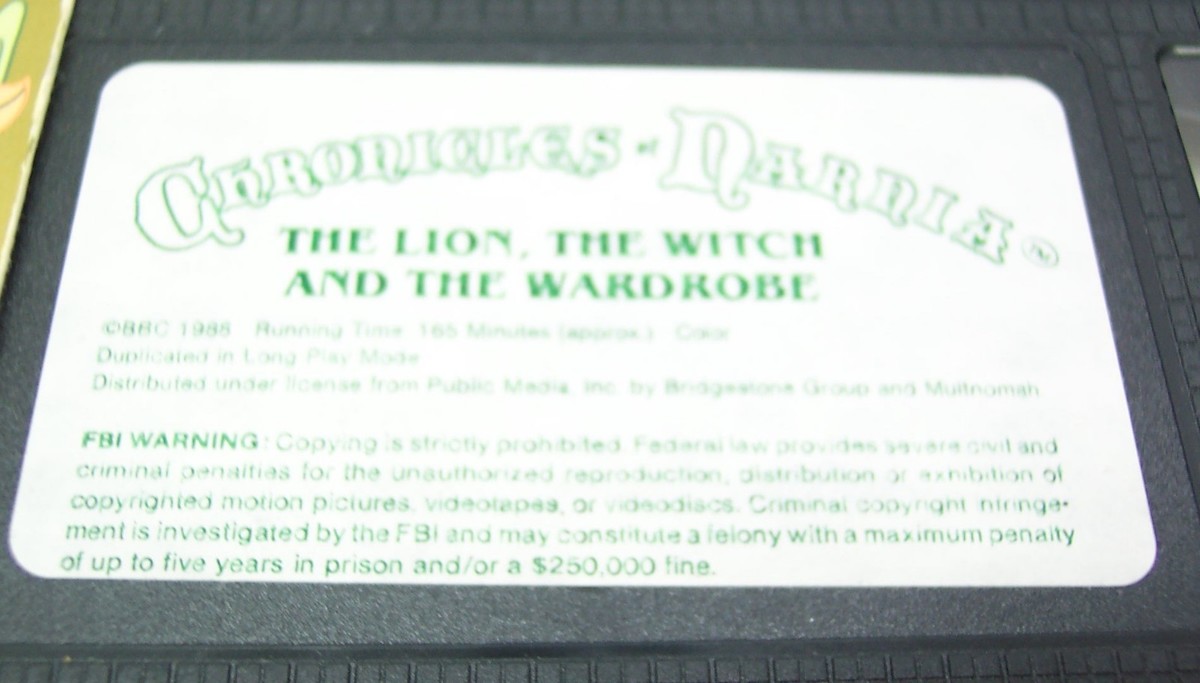 CHRONICLES of NARNIA™
THE LION, THE WITCH
AND THE WARDROBE
©BBC 1988 Running Time 165 Minutes (approx.) Color
Duplicated in Long Play Mode
Distributed under license from Public Media, Inc. by Bridgestone Group and Multnomah
FBI WARNING: Copying is strictly prohibited. Federal law provides severe civil and
criminal penalties for the unauthorized reproduction, distribution or exhibition of
copyrighted motion pictures, videotapes, or videodiscs. Criminal copyright infringe-
ment is investigated by the FBI and may constitute a felony with a maximum penalty
of up to five years in prison and/or a $250,000 fine.